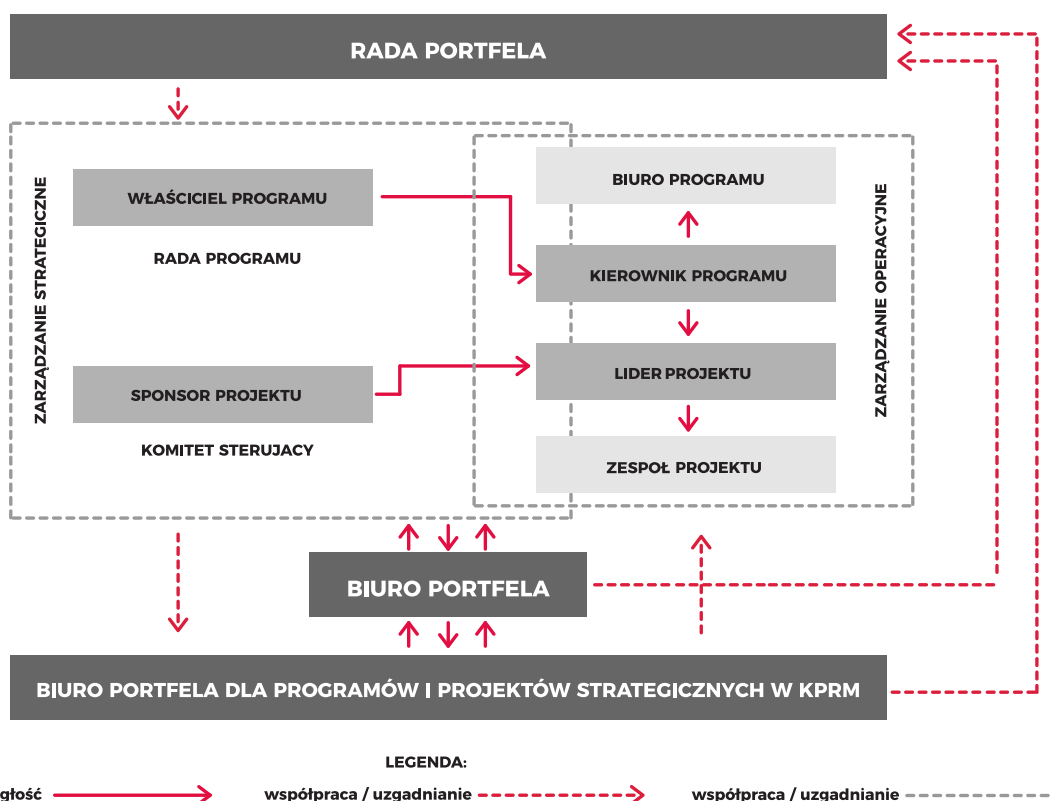 RADA PORTFELA
ZARZĄDZANIE STRATEGICZNE
WŁAŚCICIEL PROGRAMU
RADA PROGRAMU
SPONSOR PROJEKTU
KOMITET STERUJACY
BIURO PROGRAMU
KIEROWNIK PROGRAMU
LIDER PROJEKTU
ZESPOŁ PROJEKTU
ZARZĄDZANIE OPERACYJNE
BIURO PORTFELA
BIURO PORTFELA DLA PROGRAMÓW I PROJEKTÓW STRATEGICZNYCH W KPRM
LEGENDA:
głość
współpraca / uzgadnianie
współpraca / uzgadnianie